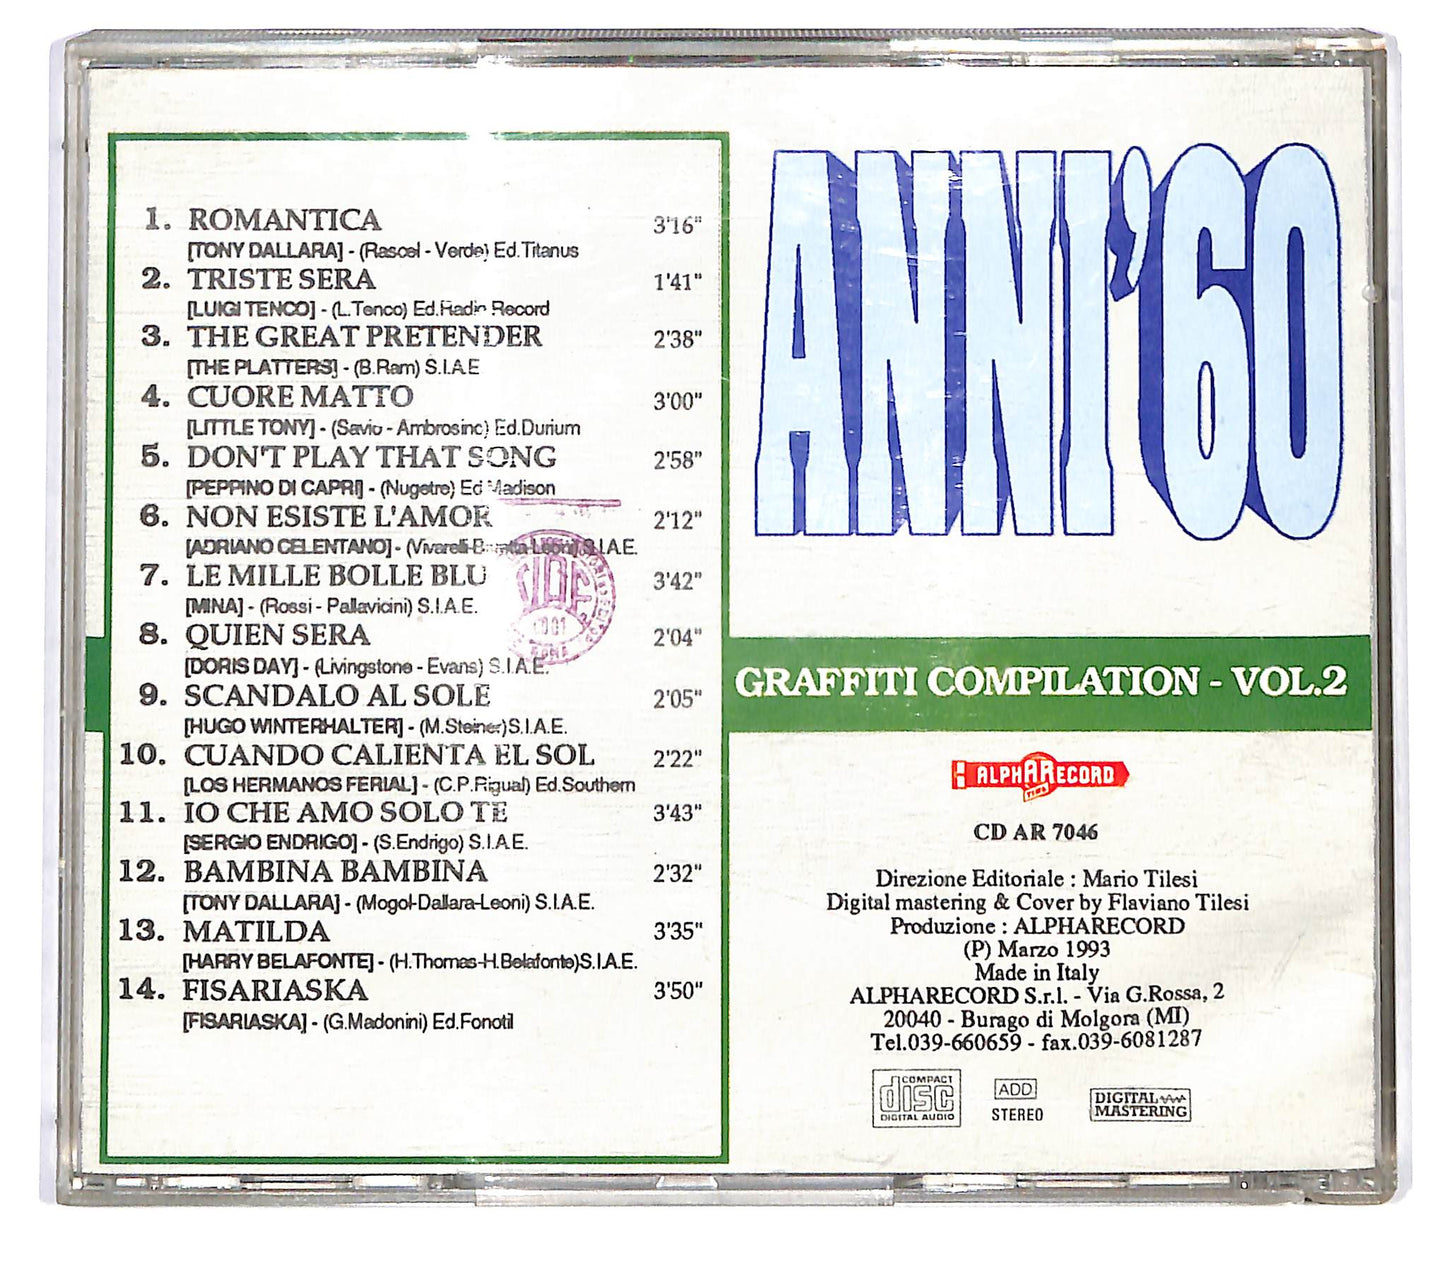 1. ROMANTICA 3'16"
[TONY DALLARA] - (Rascel - Verde) Ed.Titanus
2. TRISTE SERA 1'41"
[LUIGI TENCO] - (L.Tenco) Ed.Radio Record
3. THE GREAT PRETENDER 2'38"
[THE PLATTERS] - (B.Ram) S.I.A.E
4. CUORE MATTO 3'00"
[LITTLE TONY] - (Savio - Ambrosino) Ed.Durium
5. DON'T PLAY THAT SONG 2'58"
[PEPPINO DI CAPRI] - (Nugetre) Ed Madison
6. NON ESISTE L'AMOR 2'12"
[ADRIANO CELENTANO] - (Vivarelli- Leoni) S.I.A.E.
7. LE MILLE BOLLE BLU 3'42"
[MINA] - (Rossi - Pallavicini) S.I.A.E.
8. QUIEN SERA 2'04"
[DORIS DAY] - (Livingstone - Evans) S.I.A.E.
9. SCANDALO AL SOLE 2'05"
[HUGO WINTERHALTER] - (M.Steiner)S.I.A.E.
10. CUANDO CALIENTA EL SOL 2'22"
[LOS HERMANOS FERIAL] - (C.P.Rigual) Ed.Southern
11. IO CHE AMO SOLO TE 3'43"
[SERGIO ENDRIGO] - (S.Endrigo) S.I.A.E.
12. BAMBINA BAMBINA 2'32"
[TONY DALLARA] - (Mogol-Dallara-Leoni) S.I.A.E.
13. MATILDA 3'35"
[HARRY BELAFONTE] - (H.Thomas-H.Belafonte)S.I.A.E.
14. FISARIASKA 3'50"
[FISARIASKA] - (G.Madonini) Ed.Fonotil
SIAE
ROMA
ANNI '60
GRAFFITI COMPILATION - VOL.2
ALPHARECORD
TIME
CD AR 7046
Direzione Editoriale : Mario Tilesi
Digital mastering & Cover by Flaviano Tilesi
Produzione : ALPHARECORD
(P) Marzo 1993
Made in Italy
ALPHARECORD S.r.l. - Via G.Rossa, 2
20040 - Burago di Molgora (MI)
Tel.039-660659 - fax.039-6081287
COMPACT
disc
DIGITAL AUDIO
ADD
STEREO
DIGITAL
MASTERING